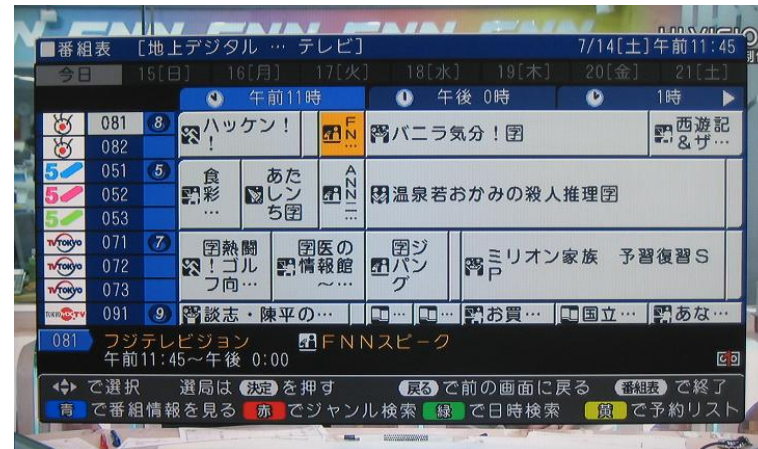 ■番組表 [地上デジタル … テレビ] 7/14[土]午前11:45
今日 15[日] 16[月] 17[火] 18[水] 19[木] 20[金] 21[土]
午前11時 午後 0時 1時
081 8 ハッケン!! FN… バニラ気分!字 西遊記&ザ…
082
051 5 食彩… あたしンち字 ANN… 温泉若おかみの殺人推理字
052
053
TVTOKYO 071 7 字熱闘!ゴルフ向… 字医の情報館~… 字ジバング ミリオン家族 予習復習SP
TVTOKYO 072
TVTOKYO 073
TOKYO MX TV 091 9 談志・陳平の… … … お買… 国立… あな…
081 フジテレビジョン FNNスピーク
午前11:45~午後 0:00
で選択 選局は 決定 を押す 戻る で前の画面に戻る 番組表 で終了
青 で番組情報を見る 赤 でジャンル検索 緑 で日時検索 黄 で予約リスト